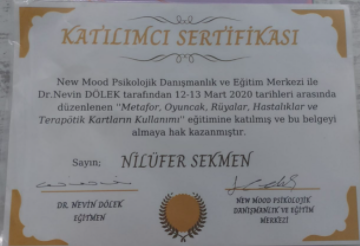 KATILIMCI SERTİFİKASI
New Mood Psikolojik Danışmanlık ve Eğitim Merkezi ile
Dr.Nevin DÖLEK tarafından 12-13 Mart 2020 tarihleri arasında
düzenlenen "Metafor, Oyuncak, Rüyalar, Hastalıklar ve
Terapötik Kartların Kullanımı" eğitimine katılmış ve bu belgeyi
almaya hak kazanmıştır.
Sayın; NİLÜFER SEKMEN
DR. NEVİN DÖLEK
EĞİTMEN
NEW MOOD PSİKOLOJİK
DANIŞMANLIK VE EĞİTİM
MERKEZİ